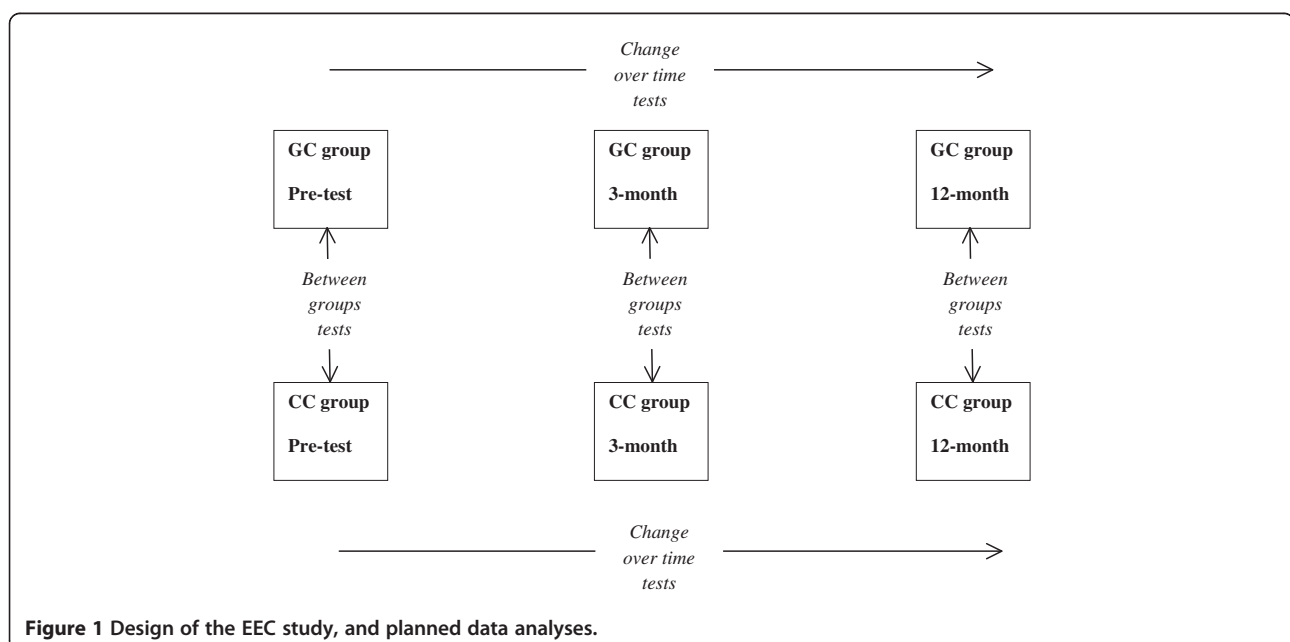 Change
over time
tests
GC group
Pre-test
GC group
3-month
GC group
12-month
Between
groups
tests
Between
groups
tests
Between
groups
tests
CC group
Pre-test
CC group
3-month
CC group
12-month
Change
over time
tests
Figure 1 Design of the EEC study, and planned data analyses.